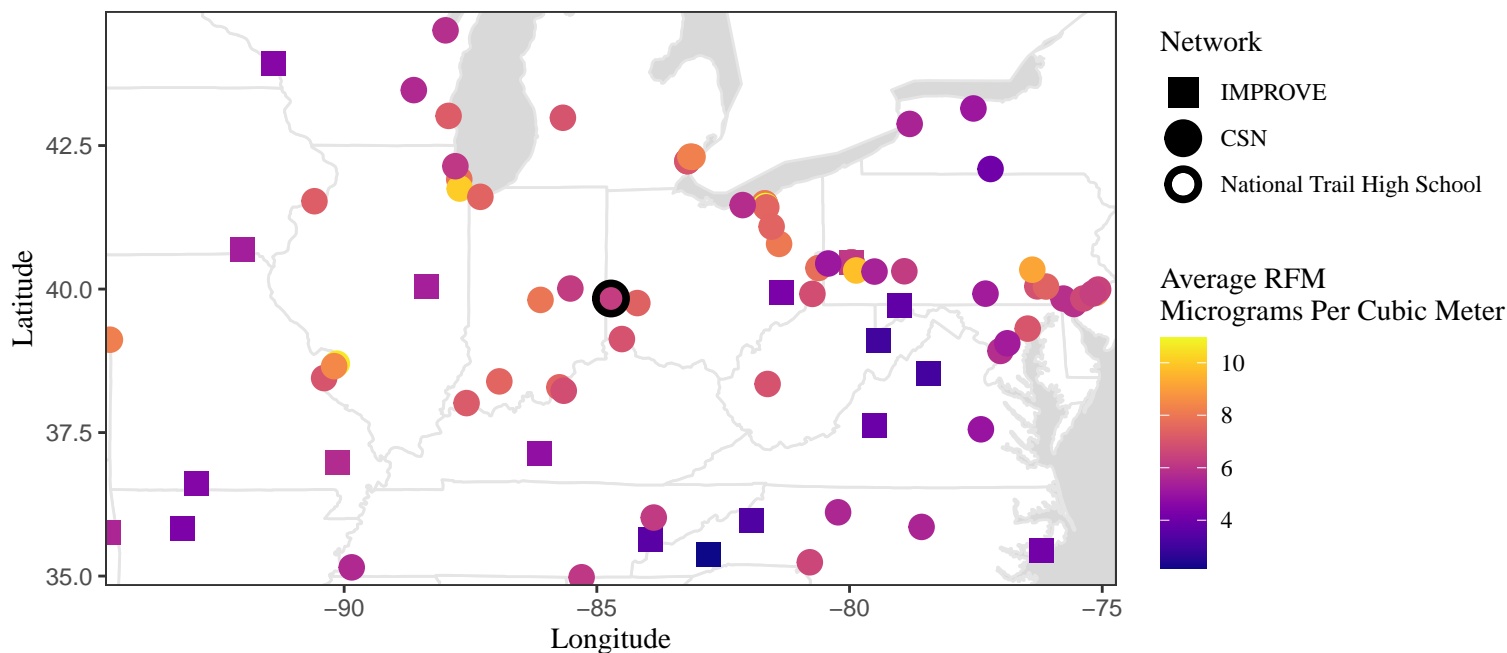 42.5
40.0
37.5
35.0
Latitude
−90
−85
−80
−75
Longitude
Network
IMPROVE
CSN
National Trail High School
Average RFM
Micrograms Per Cubic Meter
10
8
6
4